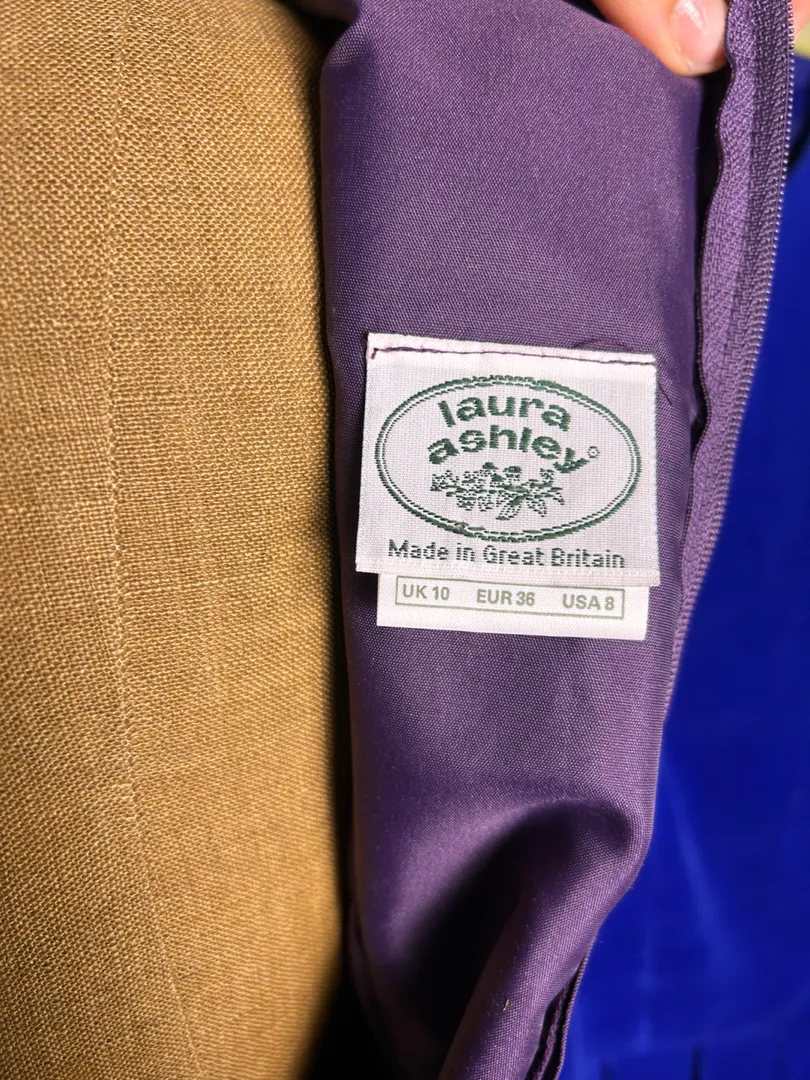 laura
ashley©
Made in Great Britain
UK 10 EUR 36 USA 8